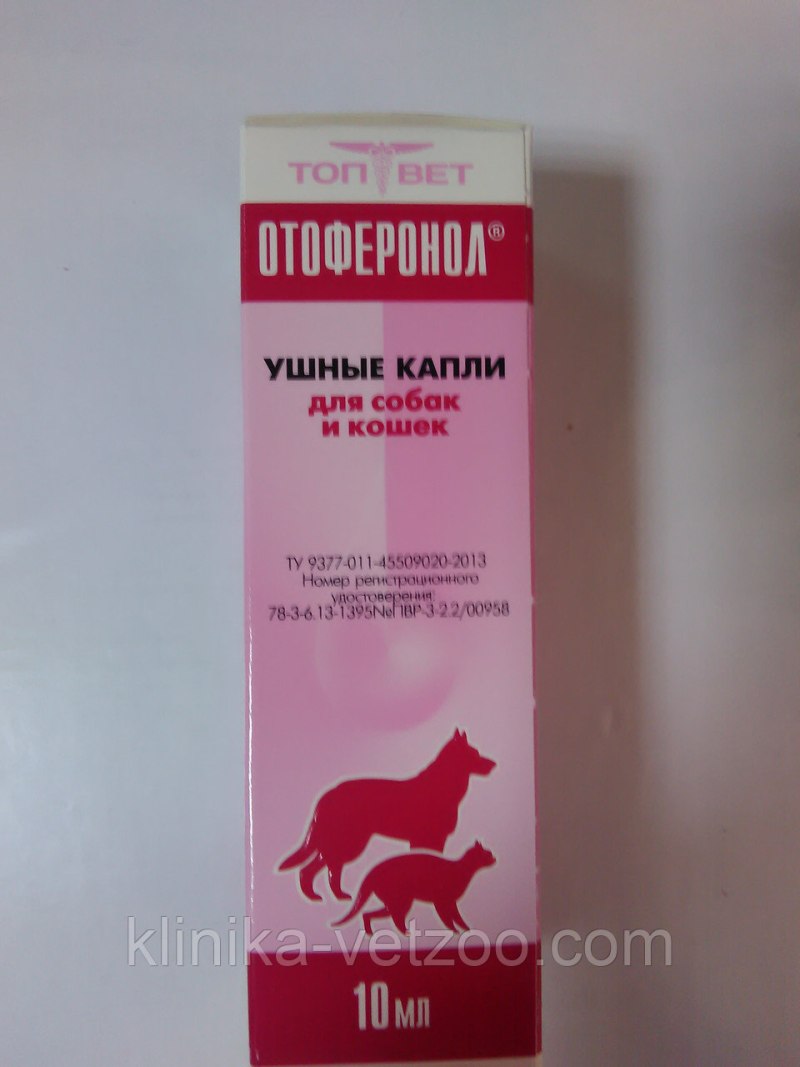 ТОП ВЕТ
ОТОФЕРОНОЛ®
УШНЫЕ КАПЛИ
для собак
и кошек
ТУ 9377-011-45509020-2013
Номер регистрационного
удостоверения:
78-3-6.13-1395№ПВР-3-2.2/00958
klinika-vetzoo.com
10 мл